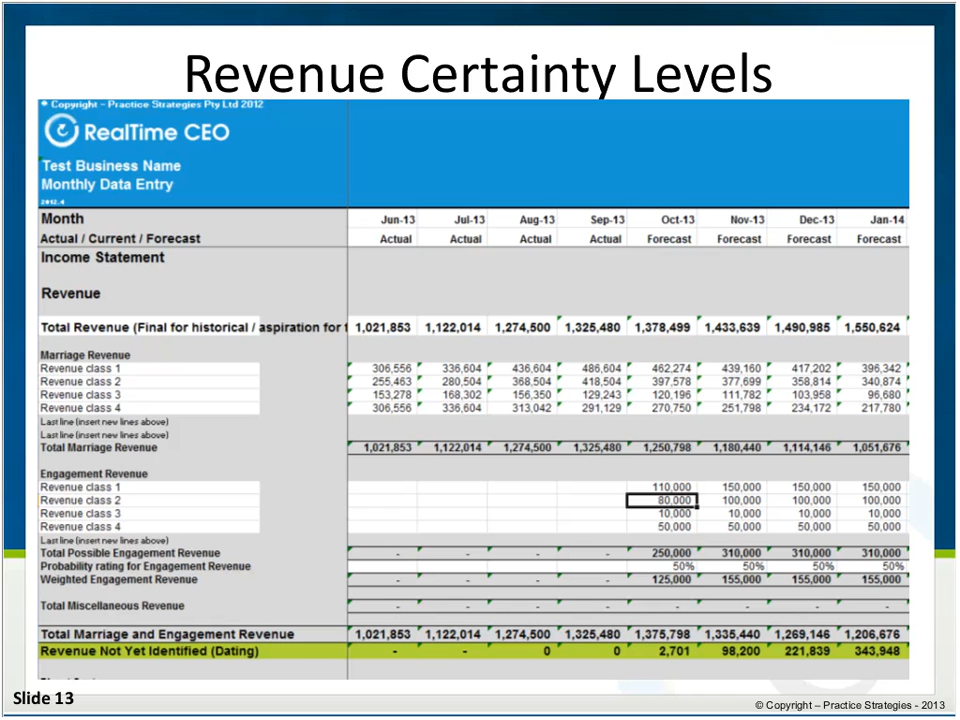 Revenue Certainty Levels
Copyright – Practice Strategies Pty Ltd 2012
RealTime CEO
Test Business Name
Monthly Data Entry
2012.4
Month Jun-13 Jul-13 Aug-13 Sep-13 Oct-13 Nov-13 Dec-13 Jan-14
Actual / Current / Forecast Actual Actual Actual Actual Forecast Forecast Forecast Forecast
Income Statement
Revenue
Total Revenue (Final for historical / aspiration for 1,021,853 1,122,014 1,274,500 1,325,480 1,378,499 1,433,639 1,490,985 1,550,624
Marriage Revenue
Revenue class 1 306,556 336,604 436,604 486,604 462,274 439,160 417,202 396,342
Revenue class 2 255,463 280,504 368,504 418,504 397,578 377,699 358,814 340,874
Revenue class 3 153,278 168,302 156,350 129,243 120,196 111,782 103,958 96,680
Revenue class 4 306,556 336,604 313,042 291,129 270,750 251,798 234,172 217,780
Last line (insert new lines above)
Last line (insert new lines above)
Total Marriage Revenue 1,021,853 1,122,014 1,274,500 1,325,480 1,250,798 1,180,440 1,114,146 1,051,676
Engagement Revenue
Revenue class 1 110,000 150,000 150,000 150,000
Revenue class 2 80,000 100,000 100,000 100,000
Revenue class 3 10,000 10,000 10,000 10,000
Revenue class 4 50,000 50,000 50,000 50,000
Last line (insert new lines above)
Total Possible Engagement Revenue - - - - 250,000 310,000 310,000 310,000
Probability rating for Engagement Revenue 50% 50% 50% 50%
Weighted Engagement Revenue - - - - 125,000 155,000 155,000 155,000
Total Miscellaneous Revenue - - - - - - - -
Total Marriage and Engagement Revenue 1,021,853 1,122,014 1,274,500 1,325,480 1,375,798 1,335,440 1,269,146 1,206,676
Revenue Not Yet Identified (Dating) - - 0 0 2,701 98,200 221,839 343,948
Slide 13
© Copyright – Practice Strategies - 2013